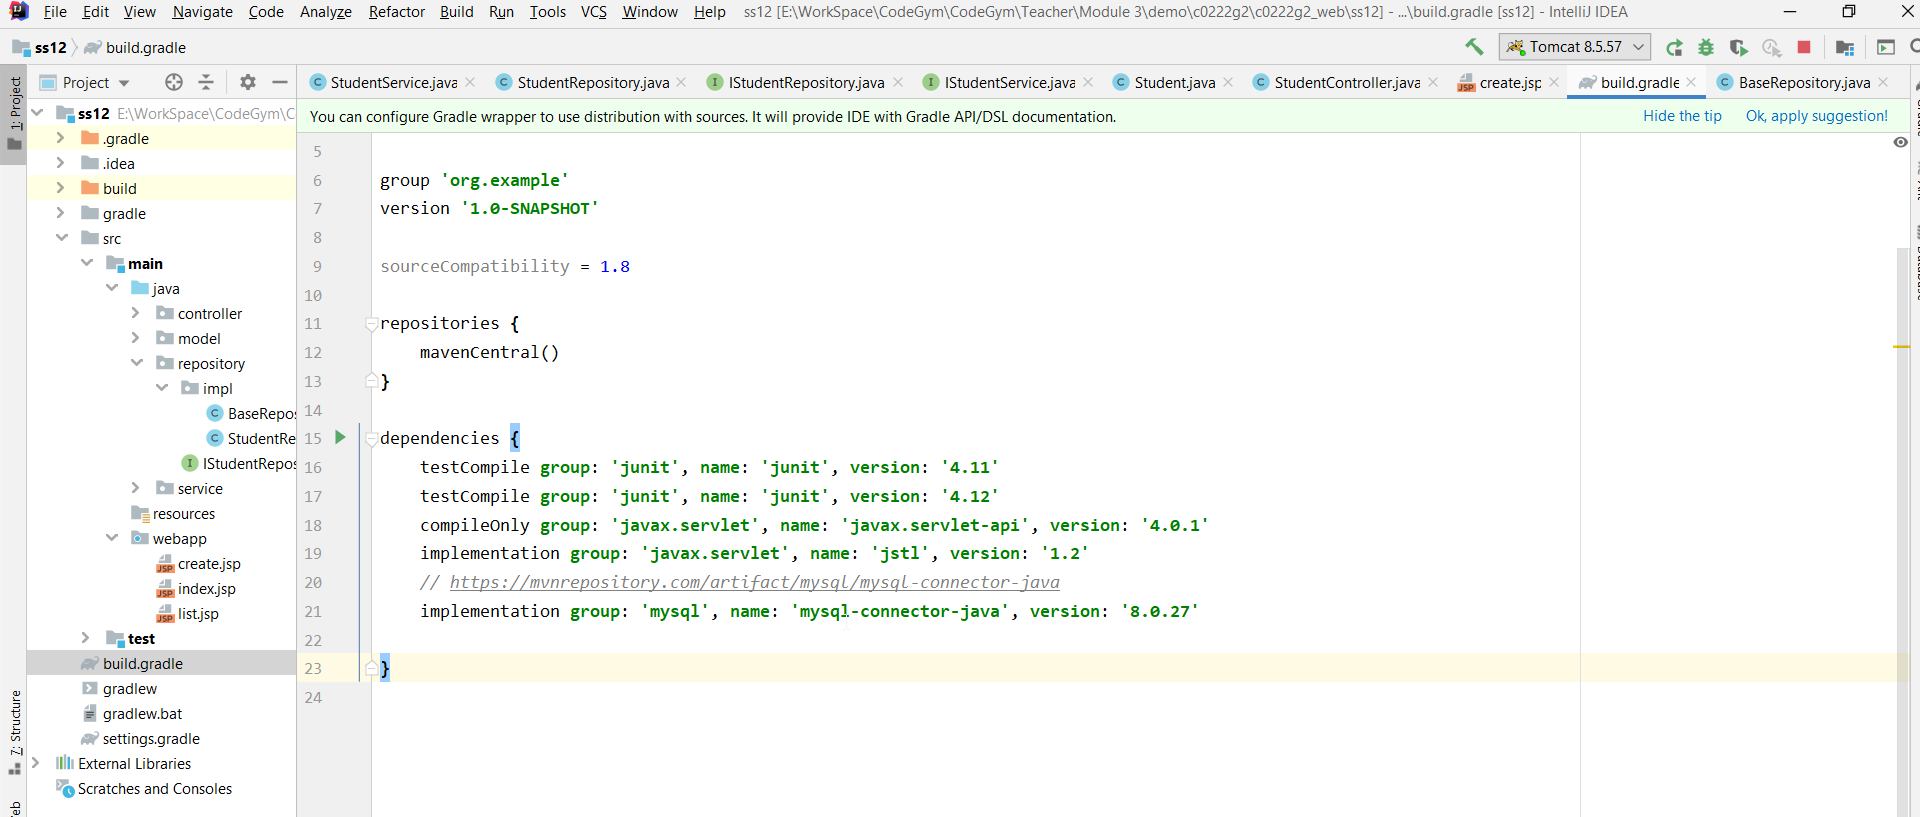 File Edit View Navigate Code Analyze Refactor Build Run Tools VCS Window Help ss12 [E:\WorkSpace\CodeGym\CodeGym\Teacher\Module 3\demo\c0222g2\c0222g2_web\ss12] - ...\build.gradle [ss12] - IntelliJ IDEA
ss12 build.gradle Tomcat 8.5.57
Project StudentService.java StudentRepository.java IStudentRepository.java IStudentService.java Student.java StudentController.java create.jsp build.gradle BaseRepository.java
1: Project
7: Structure
ss12 E:\WorkSpace\CodeGym\C
.gradle
.idea
build
gradle
src
main
java
controller
model
repository
impl
BaseRepos
StudentRe
IStudentRepos
service
resources
webapp
create.jsp
index.jsp
list.jsp
test
build.gradle
gradlew
gradlew.bat
settings.gradle
External Libraries
Scratches and Consoles
You can configure Gradle wrapper to use distribution with sources. It will provide IDE with Gradle API/DSL documentation. Hide the tip Ok, apply suggestion!
5
6 group 'org.example'
7 version '1.0-SNAPSHOT'
8
9 sourceCompatibility = 1.8
10
11 repositories {
12 mavenCentral()
13 }
14
15 dependencies {
16 testCompile group: 'junit', name: 'junit', version: '4.11'
17 testCompile group: 'junit', name: 'junit', version: '4.12'
18 compileOnly group: 'javax.servlet', name: 'javax.servlet-api', version: '4.0.1'
19 implementation group: 'javax.servlet', name: 'jstl', version: '1.2'
20 // https://mvnrepository.com/artifact/mysql/mysql-connector-java
21 implementation group: 'mysql', name: 'mysql-connector-java', version: '8.0.27'
22
23 }
24